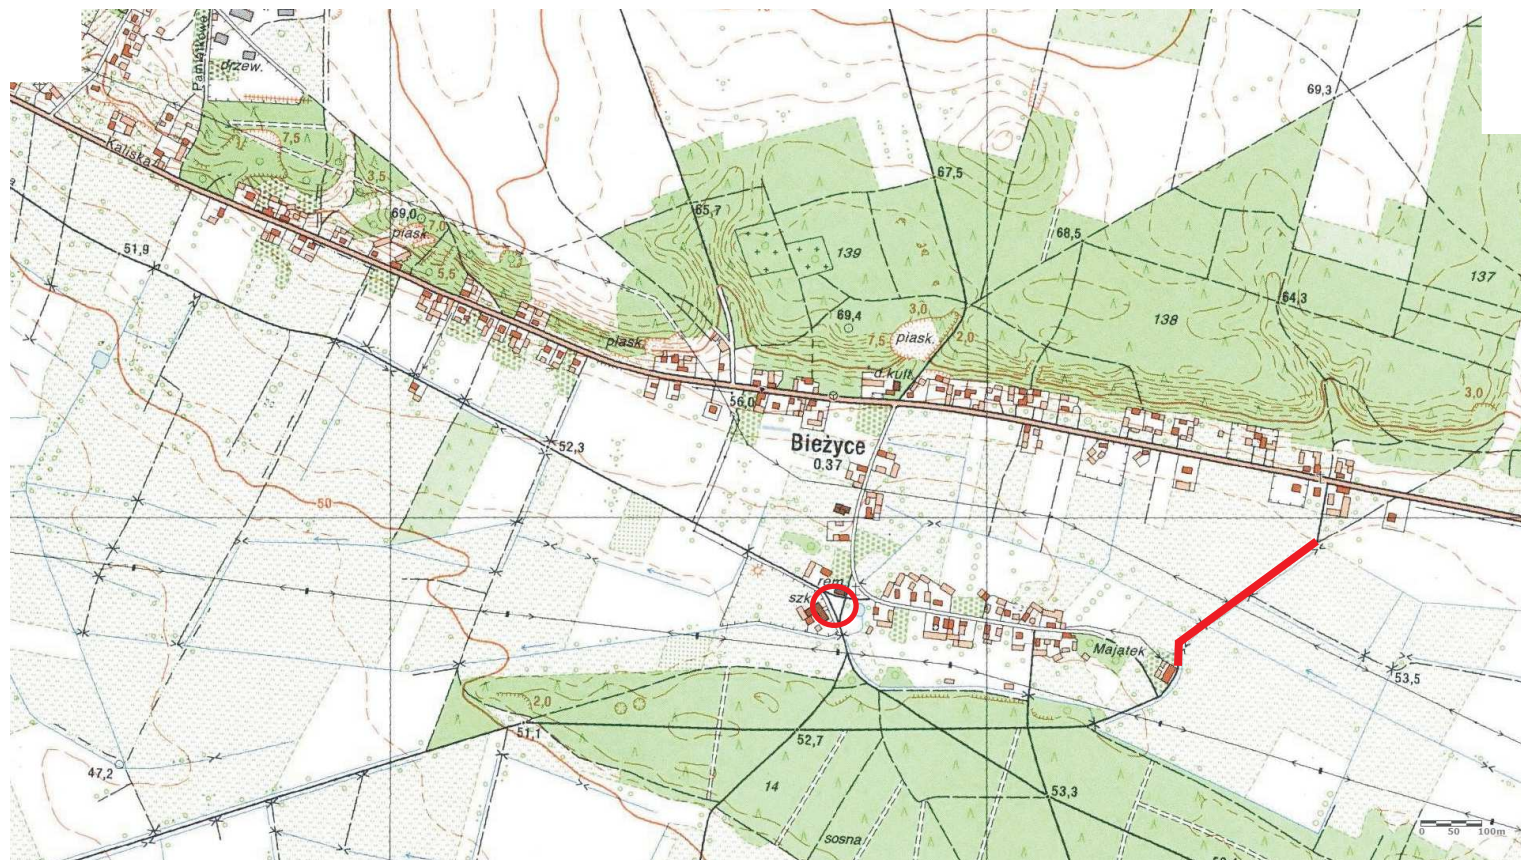 Pamiątkowe
drzew.
69,3
7,5
Kaliska
3,5
67,5
69,0
7,0
65,7
piask.
68,5
51,9
139
137
5,5
64,3
3,0
69,4
138
7,5
piask.
2,0
piask.
d.kult.
3,0
56,0
Bieżyce
0.37
52,3
50
rem.
szk.
Majątek
53,5
2,0
51,1
52,7
47,2
14
53,3
sosna
0 50 100m